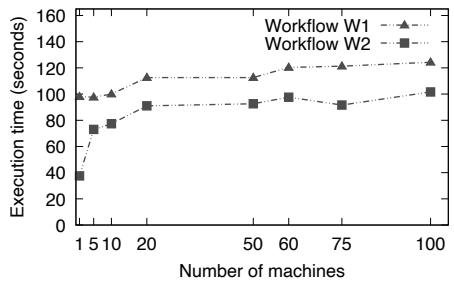 160
140
120
100
80
60
40
20
0
Execution time (seconds)
Workflow W1
Workflow W2
1 5 10 20 50 60 75 100
Number of machines